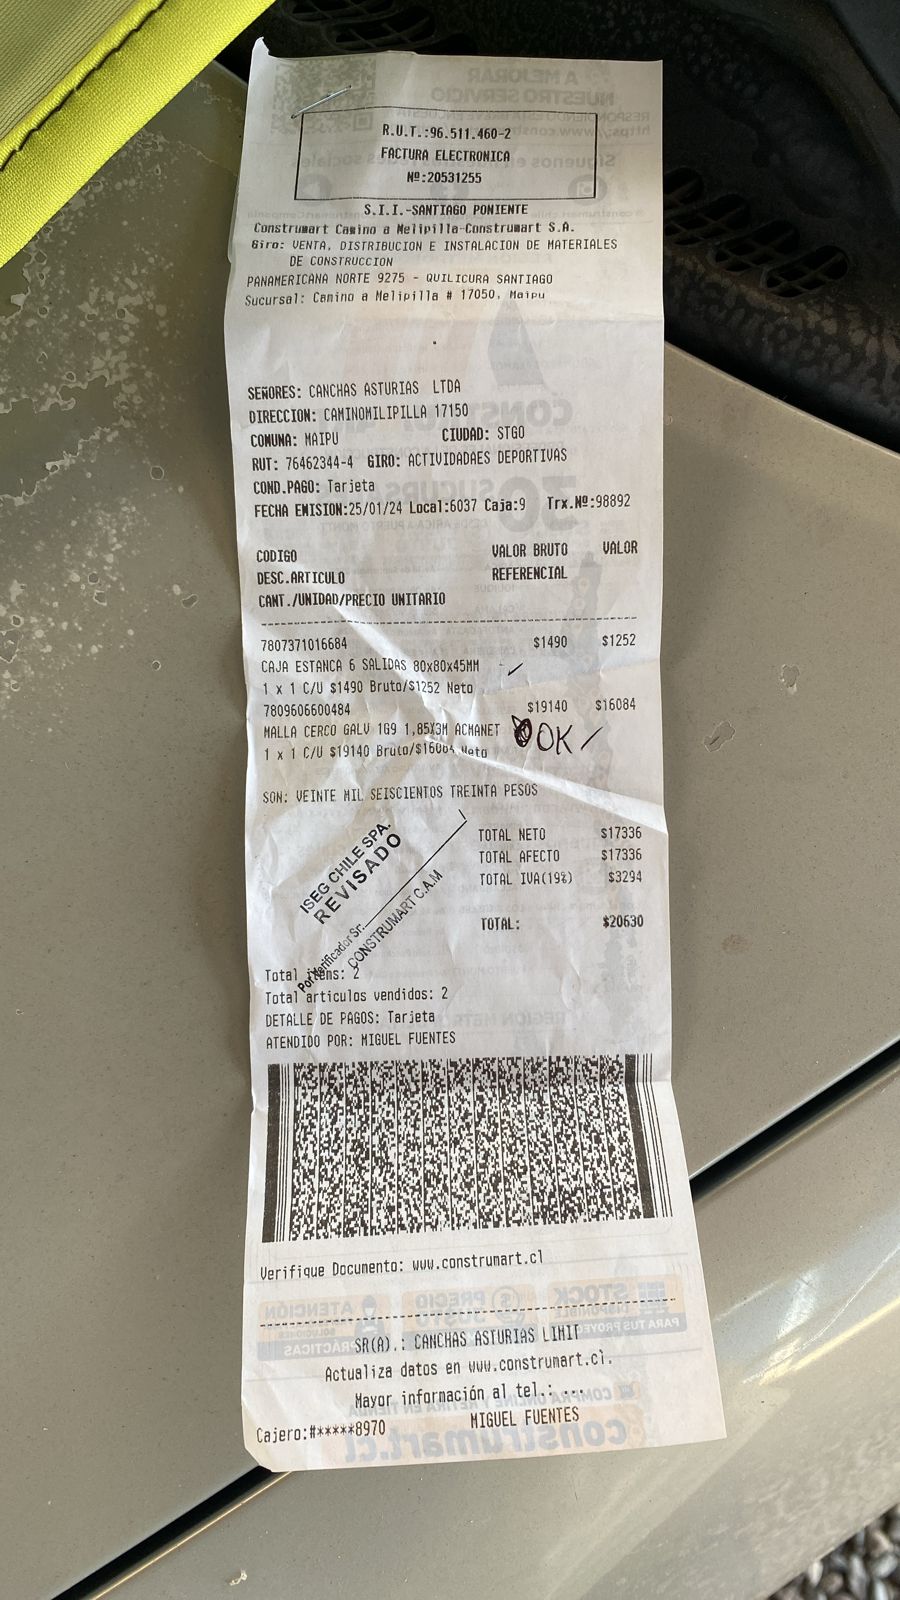 R.U.T.:96.511.460-2
FACTURA ELECTRONICA
Nº:20531255
S.I.I.-SANTIAGO PONIENTE
Construmart Camino a Melipilla-Construmart S.A.
Giro: VENTA, DISTRIBUCION E INSTALACION DE MATERIALES
DE CONSTRUCCION
PANAMERICANA NORTE 9275 - QUILICURA SANTIAGO
Sucursal: Camino a Melipilla # 17050, Maipu
SEÑORES: CANCHAS ASTURIAS LTDA
DIRECCION: CAMINOMILIPILLA 17150
COMUNA: MAIPU CIUDAD: STGO
RUT: 76462344-4 GIRO: ACTIVIDADAES DEPORTIVAS
COND.PAGO: Tarjeta
FECHA EMISION:25/01/24 Local:6037 Caja:9 Trx.Nº:98892
CODIGO VALOR BRUTO VALOR
DESC.ARTICULO REFERENCIAL
CANT./UNIDAD/PRECIO UNITARIO
7807371016684 $1490 $1252
CAJA ESTANCA 6 SALIDAS 80x80x45MM
1 x 1 C/U $1490 Bruto/$1252 Neto
7809606600484 $19140 $16084
MALLA CERCO GALV 1G9 1,85X3M ACMANET OK
1 x 1 C/U $19140 Bruto/$16084 Neto
SON: VEINTE MIL SEISCIENTOS TREINTA PESOS
TOTAL NETO $17336
TOTAL AFECTO $17336
TOTAL IVA(19%) $3294
TOTAL: $20630
ISEG CHILE SPA.
REVISADO
Por Verificador Sr:
CONSTRUMART C.A.M
Total items: 2
Total articulos vendidos: 2
DETALLE DE PAGOS: Tarjeta
ATENDIDO POR: MIGUEL FUENTES
Verifique Documento: www.construmart.cl
SR(A).: CANCHAS ASTURIAS LIMIT
Actualiza datos en www.construmart.cl.
Mayor información al tel.: ...
MIGUEL FUENTES
Cajero:#*****8970